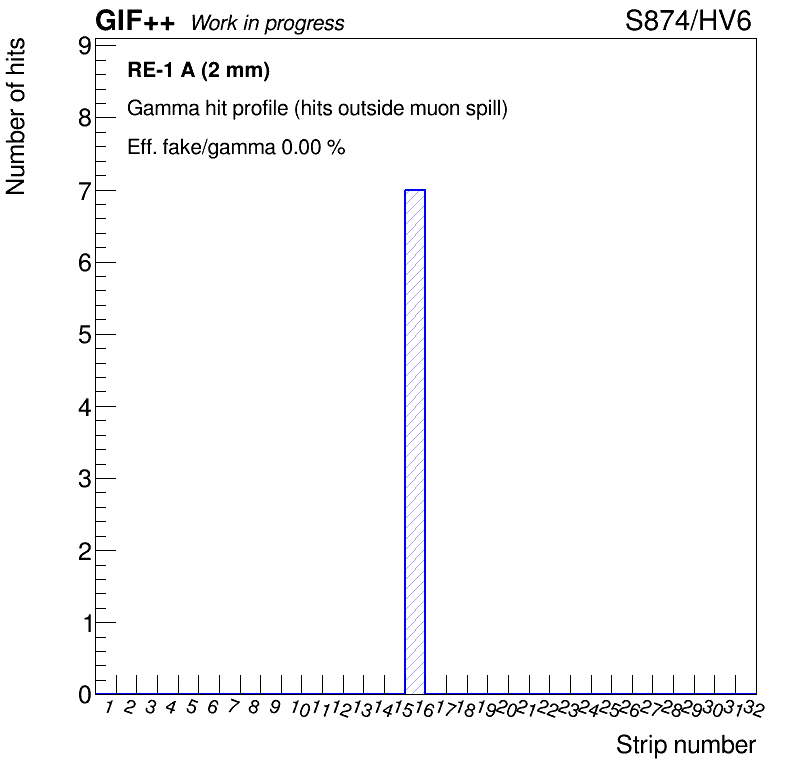 GIF++ Work in progress S874/HV6
Number of hits
RE-1 A (2 mm)
Gamma hit profile (hits outside muon spill)
Eff. fake/gamma 0.00 %
9
8
7
6
5
4
3
2
1
0
1 2 3 4 5 6 7 8 9 10 11 12 13 14 15 16 17 18 19 20 21 22 23 24 25 26 27 28 29 30 31 32
Strip number